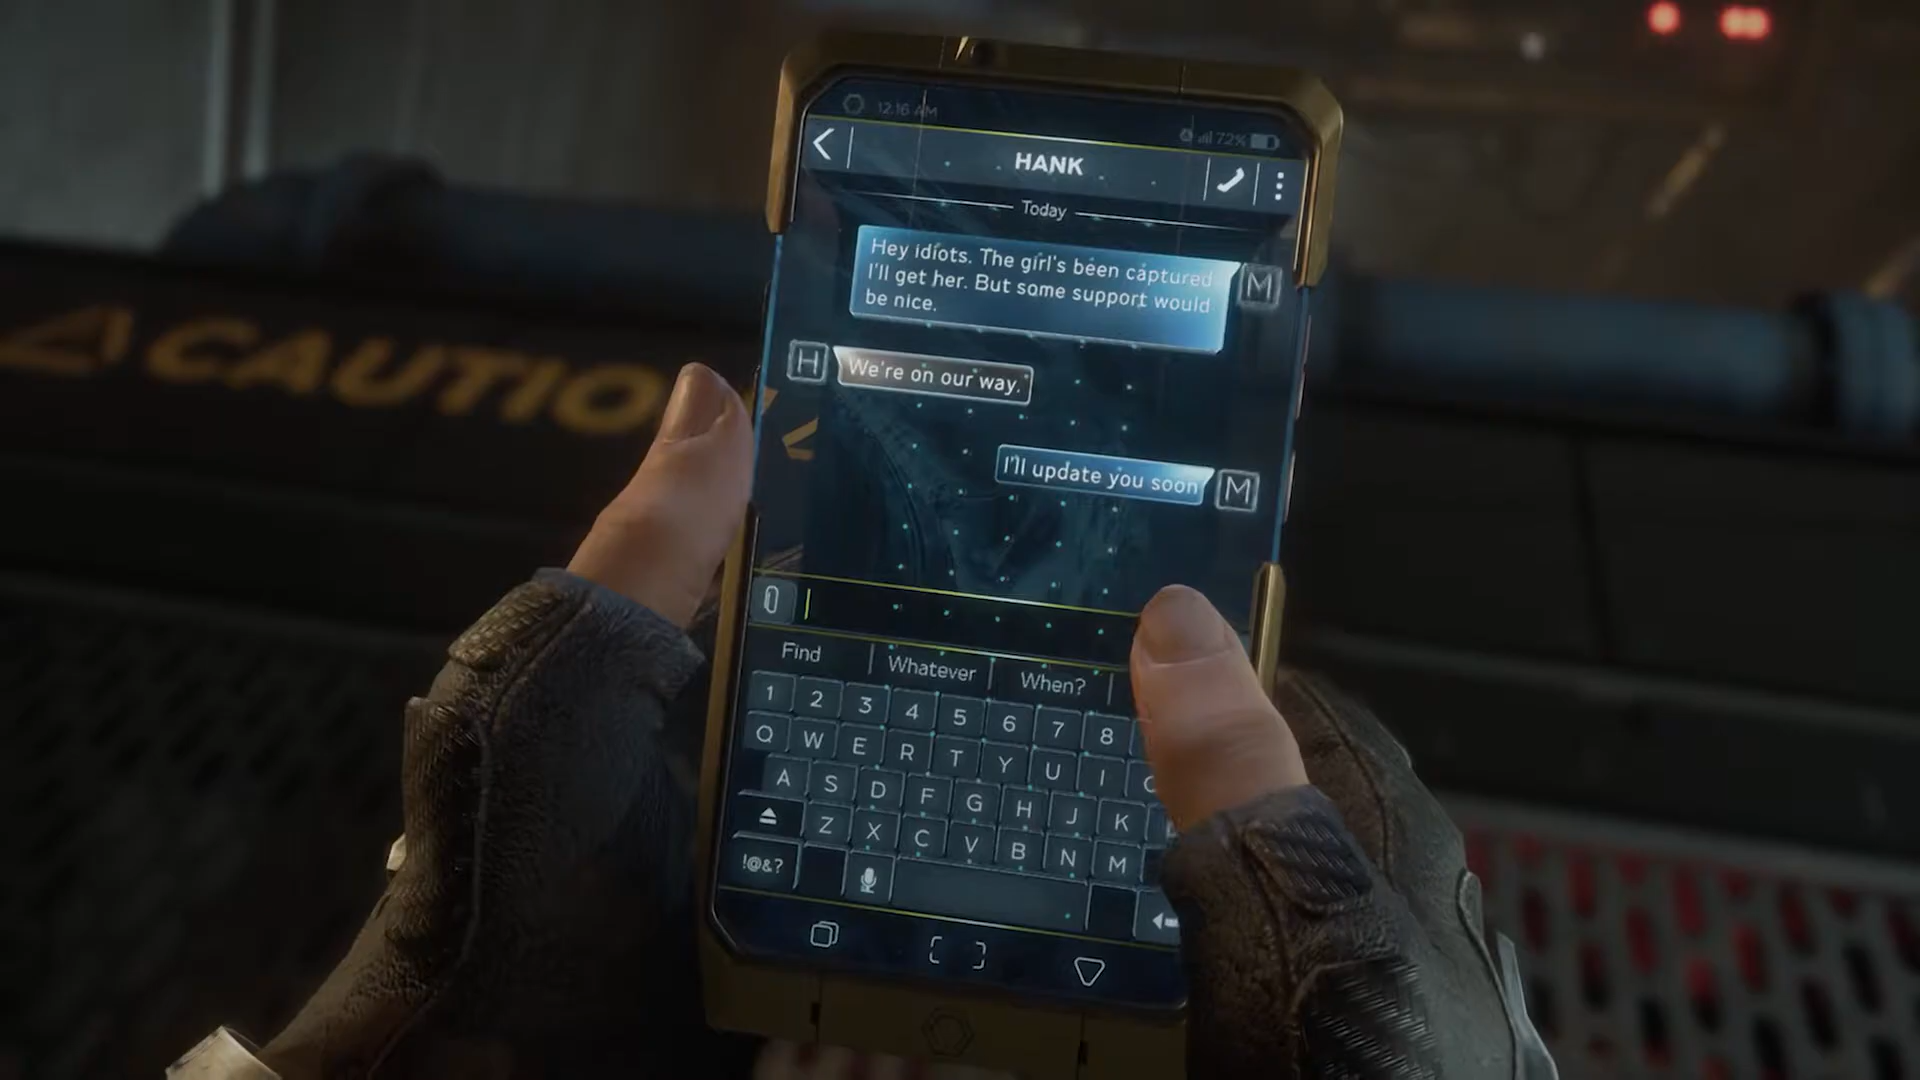 12:16 AM
72%
HANK
Today
Hey idiots. The girl's been captured
I'll get her. But some support would
be nice.
M
H
We're on our way.
I'll update you soon
M
CAUTIO
Find
Whatever
When?
1 2 3 4 5 6 7 8
Q W E R T Y U I
A S D F G H J K
Z X C V B N M
!@&?